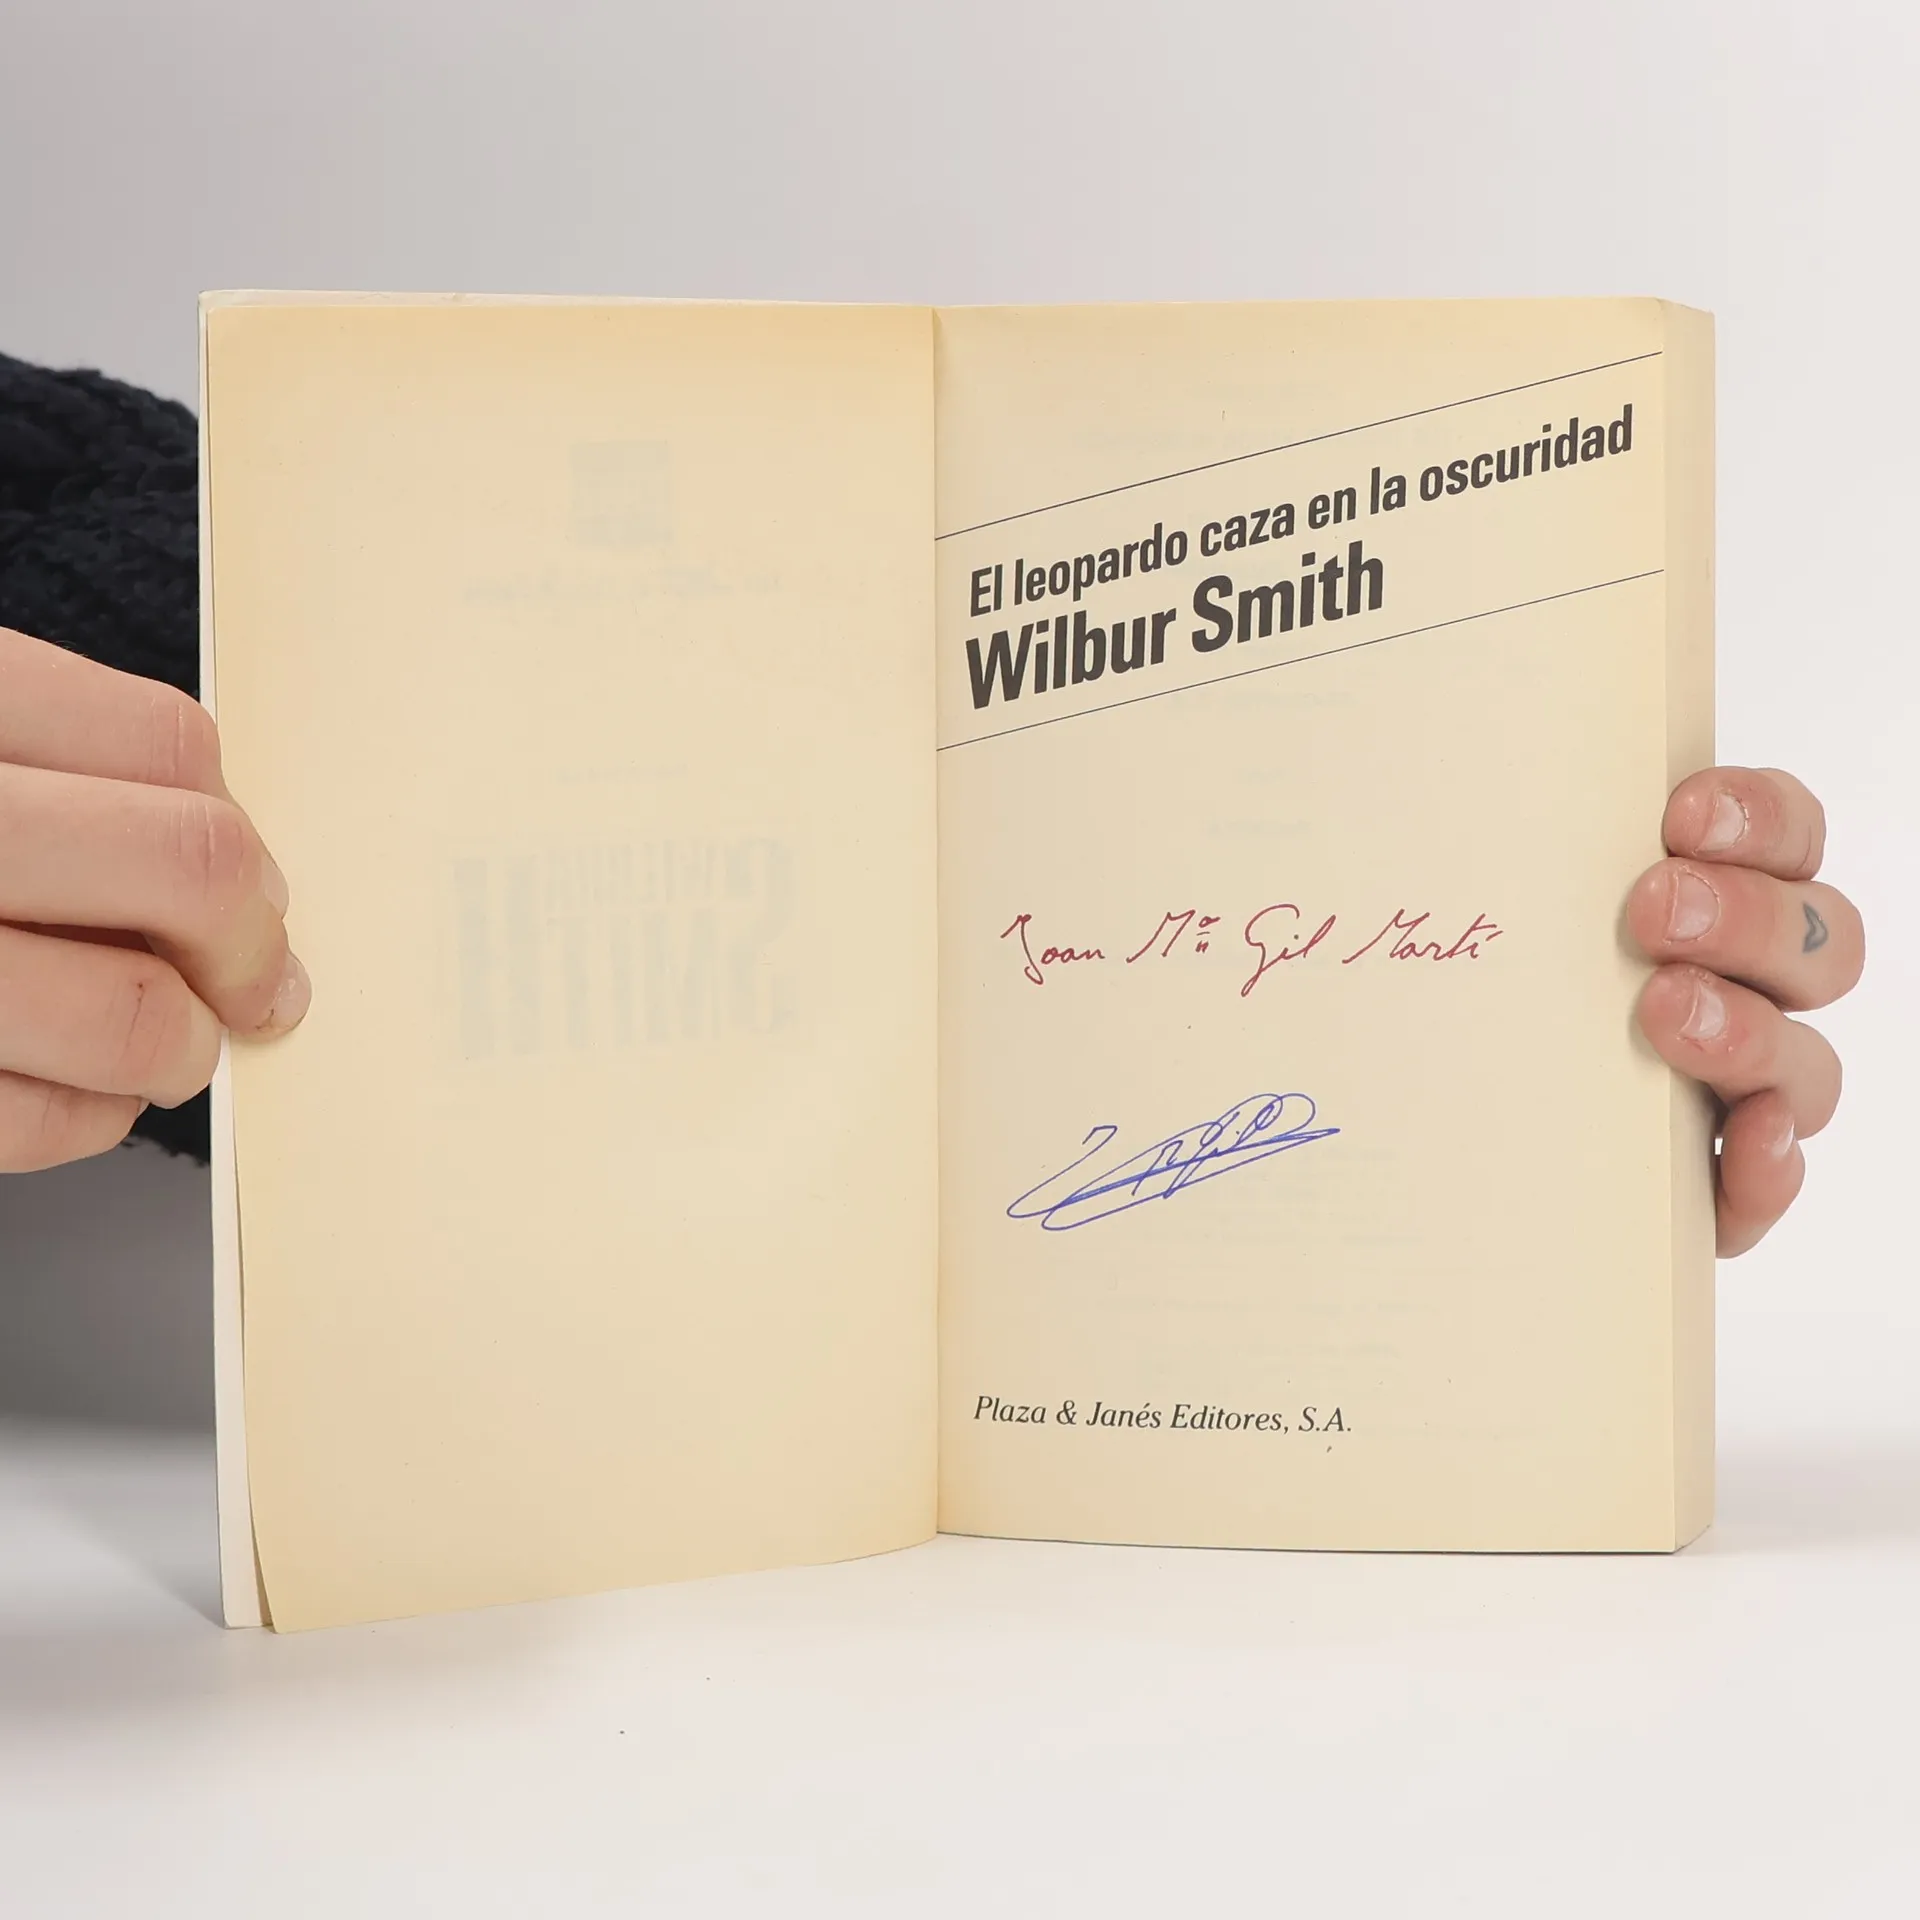 El leopardo caza en la oscuridad
Wilbur Smith
Joan Mª Gil Martí
Plaza & Janés Editores, S.A.